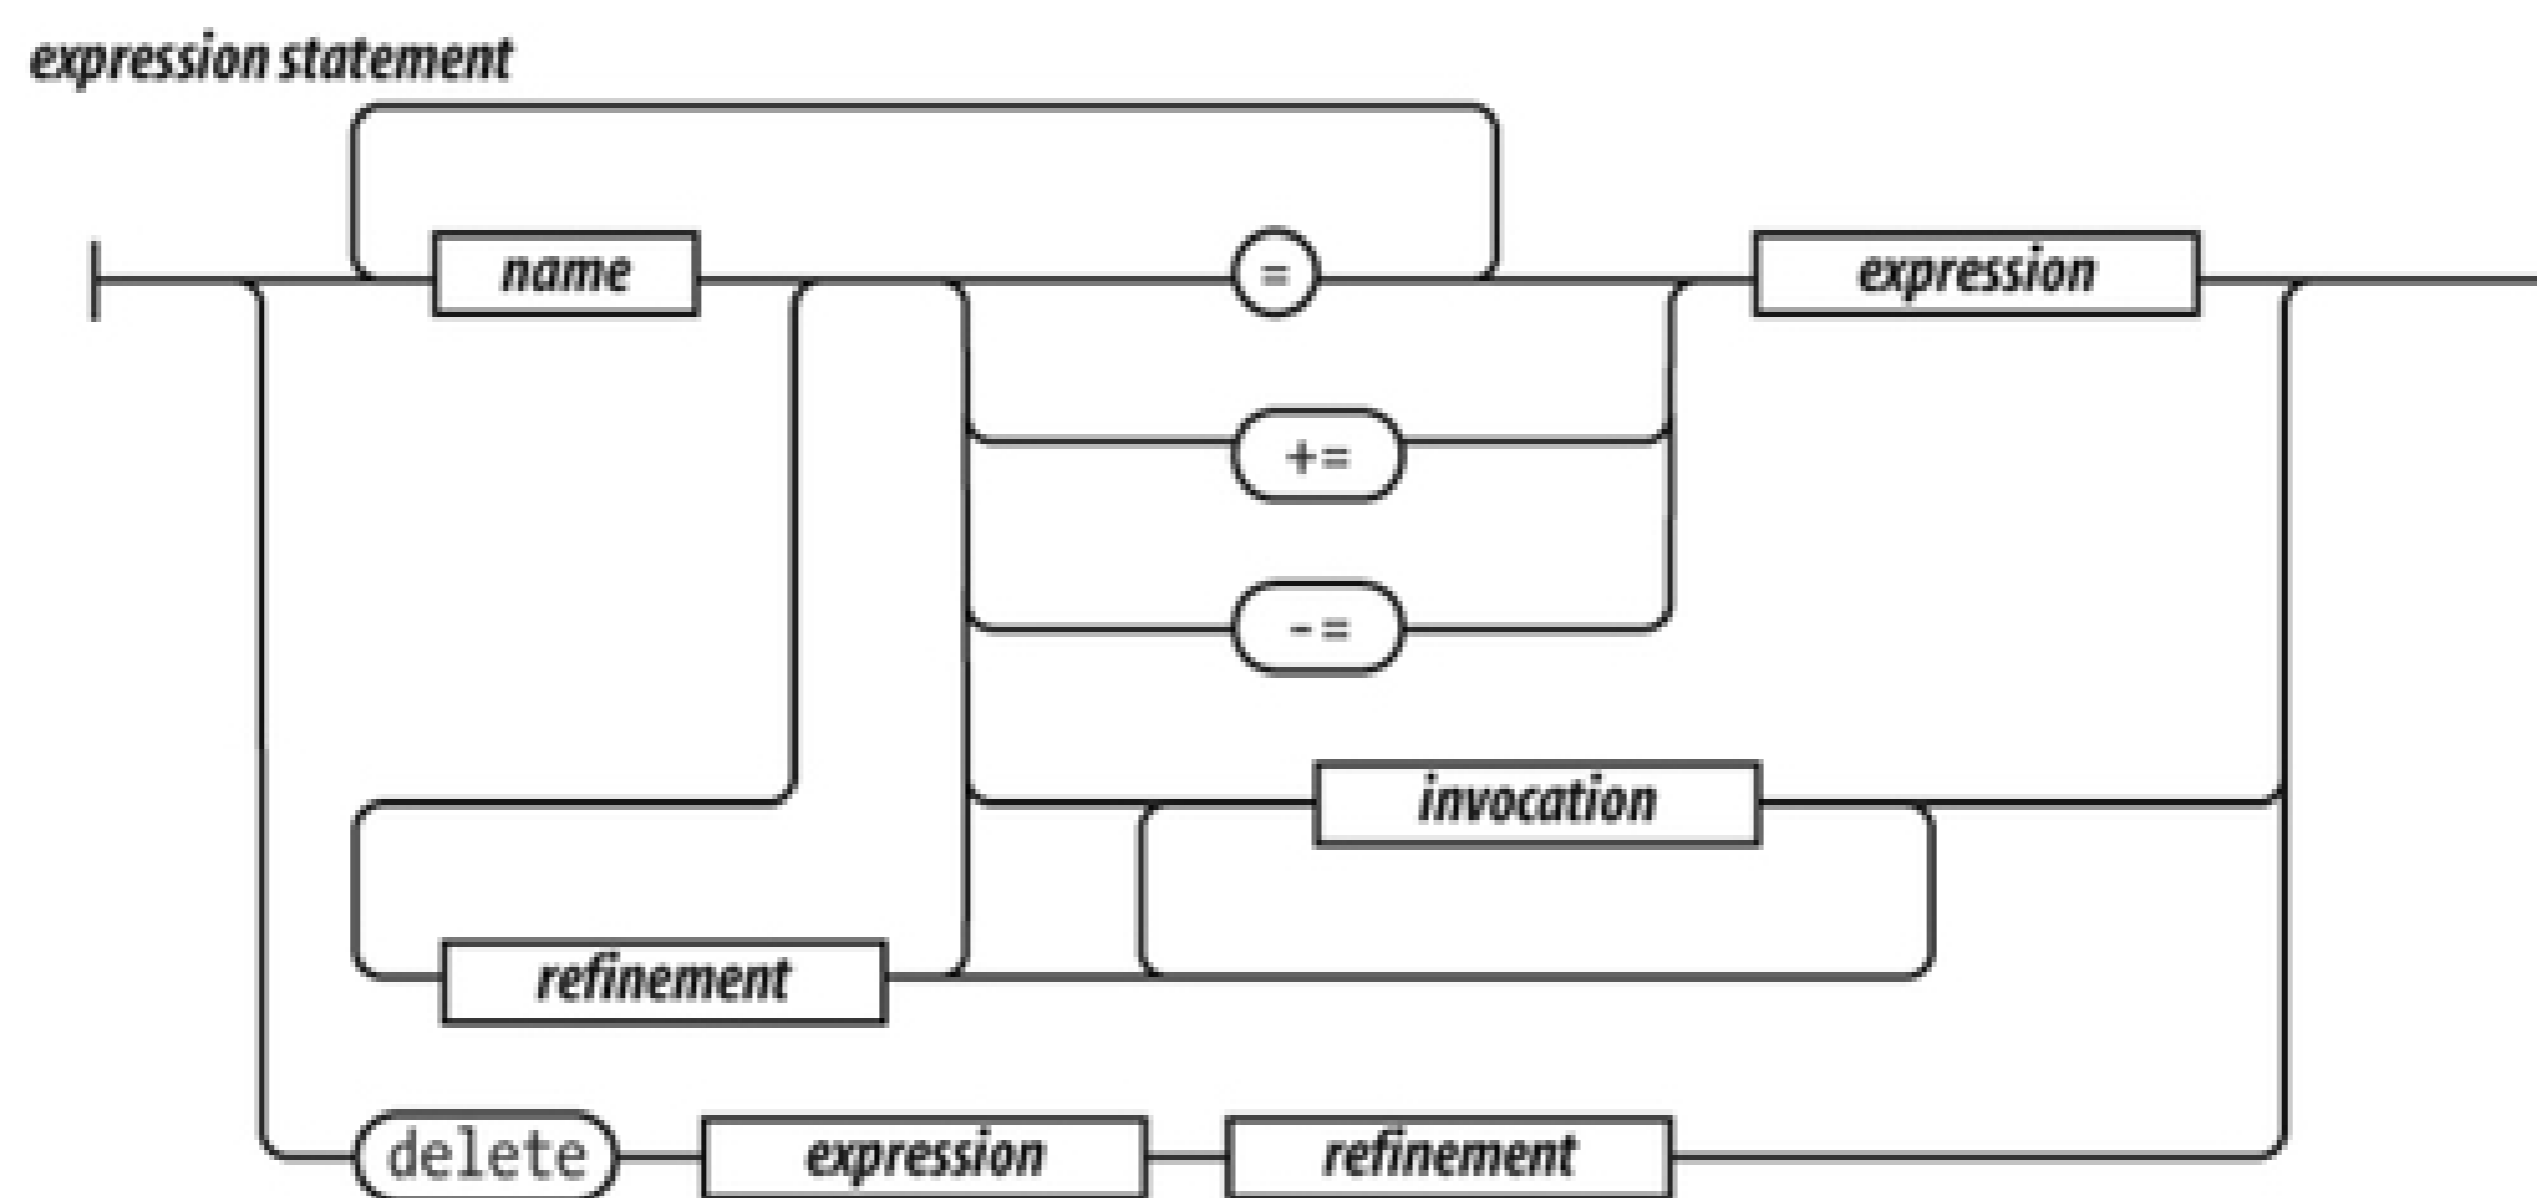 expression statement
name
=
expression
+=
-=
invocation
refinement
delete
expression
refinement